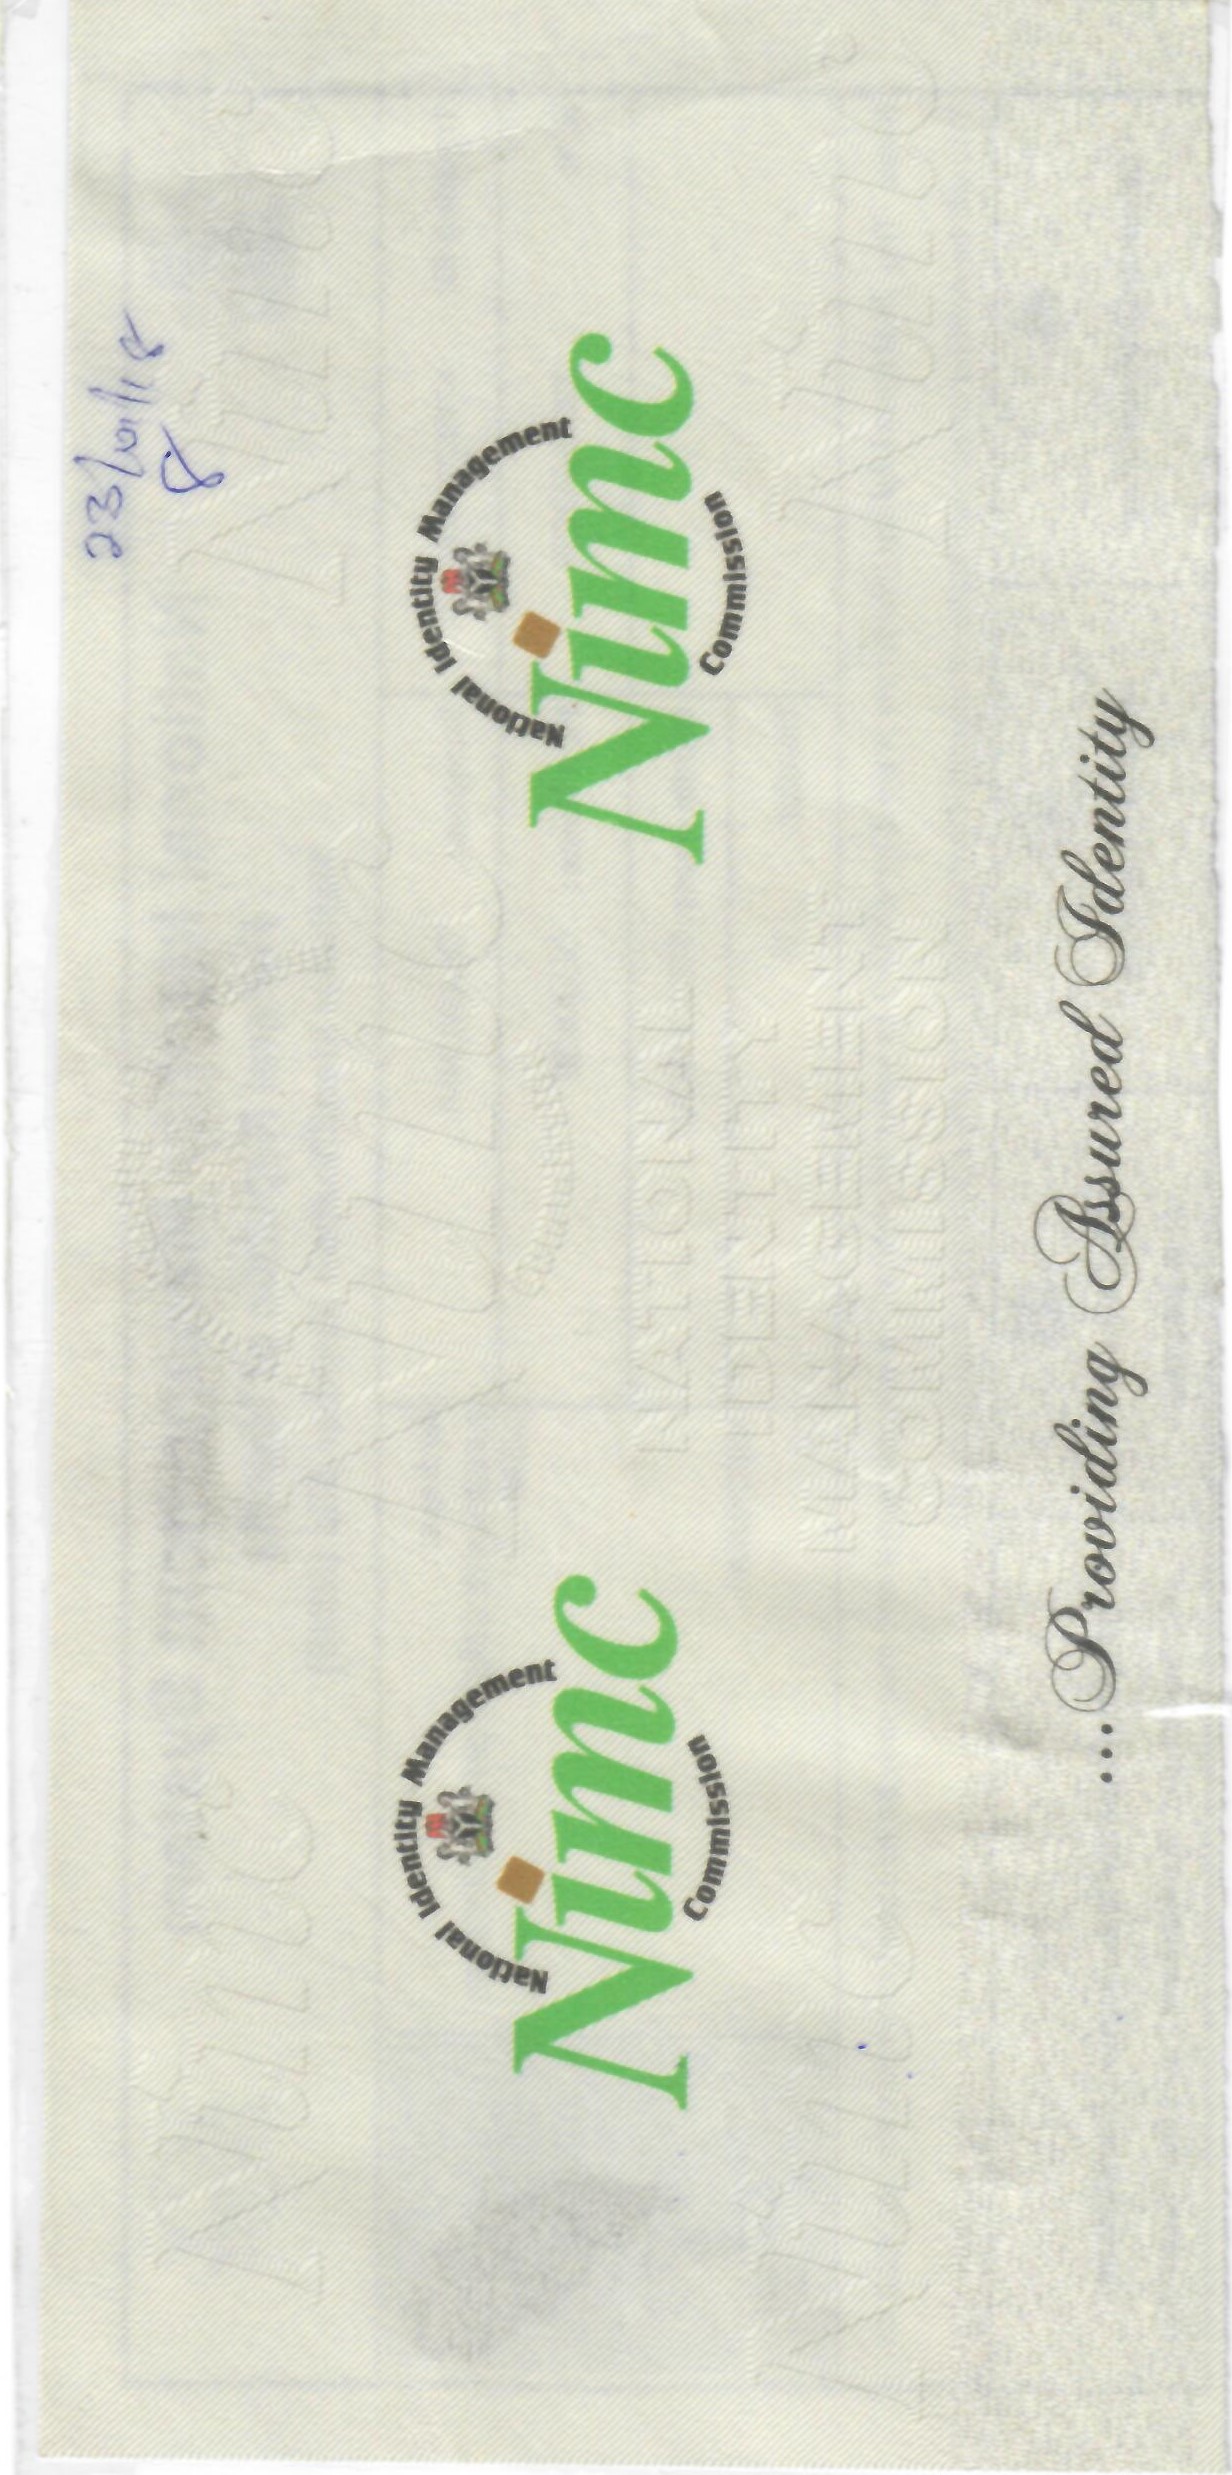 23/01/18
National Identity Management
Nimc
Commission
National Identity Management
Nimc
Commission
NATIONAL
IDENTITY
MANAGEMENT
COMMISSION
...Providing Assured Identity